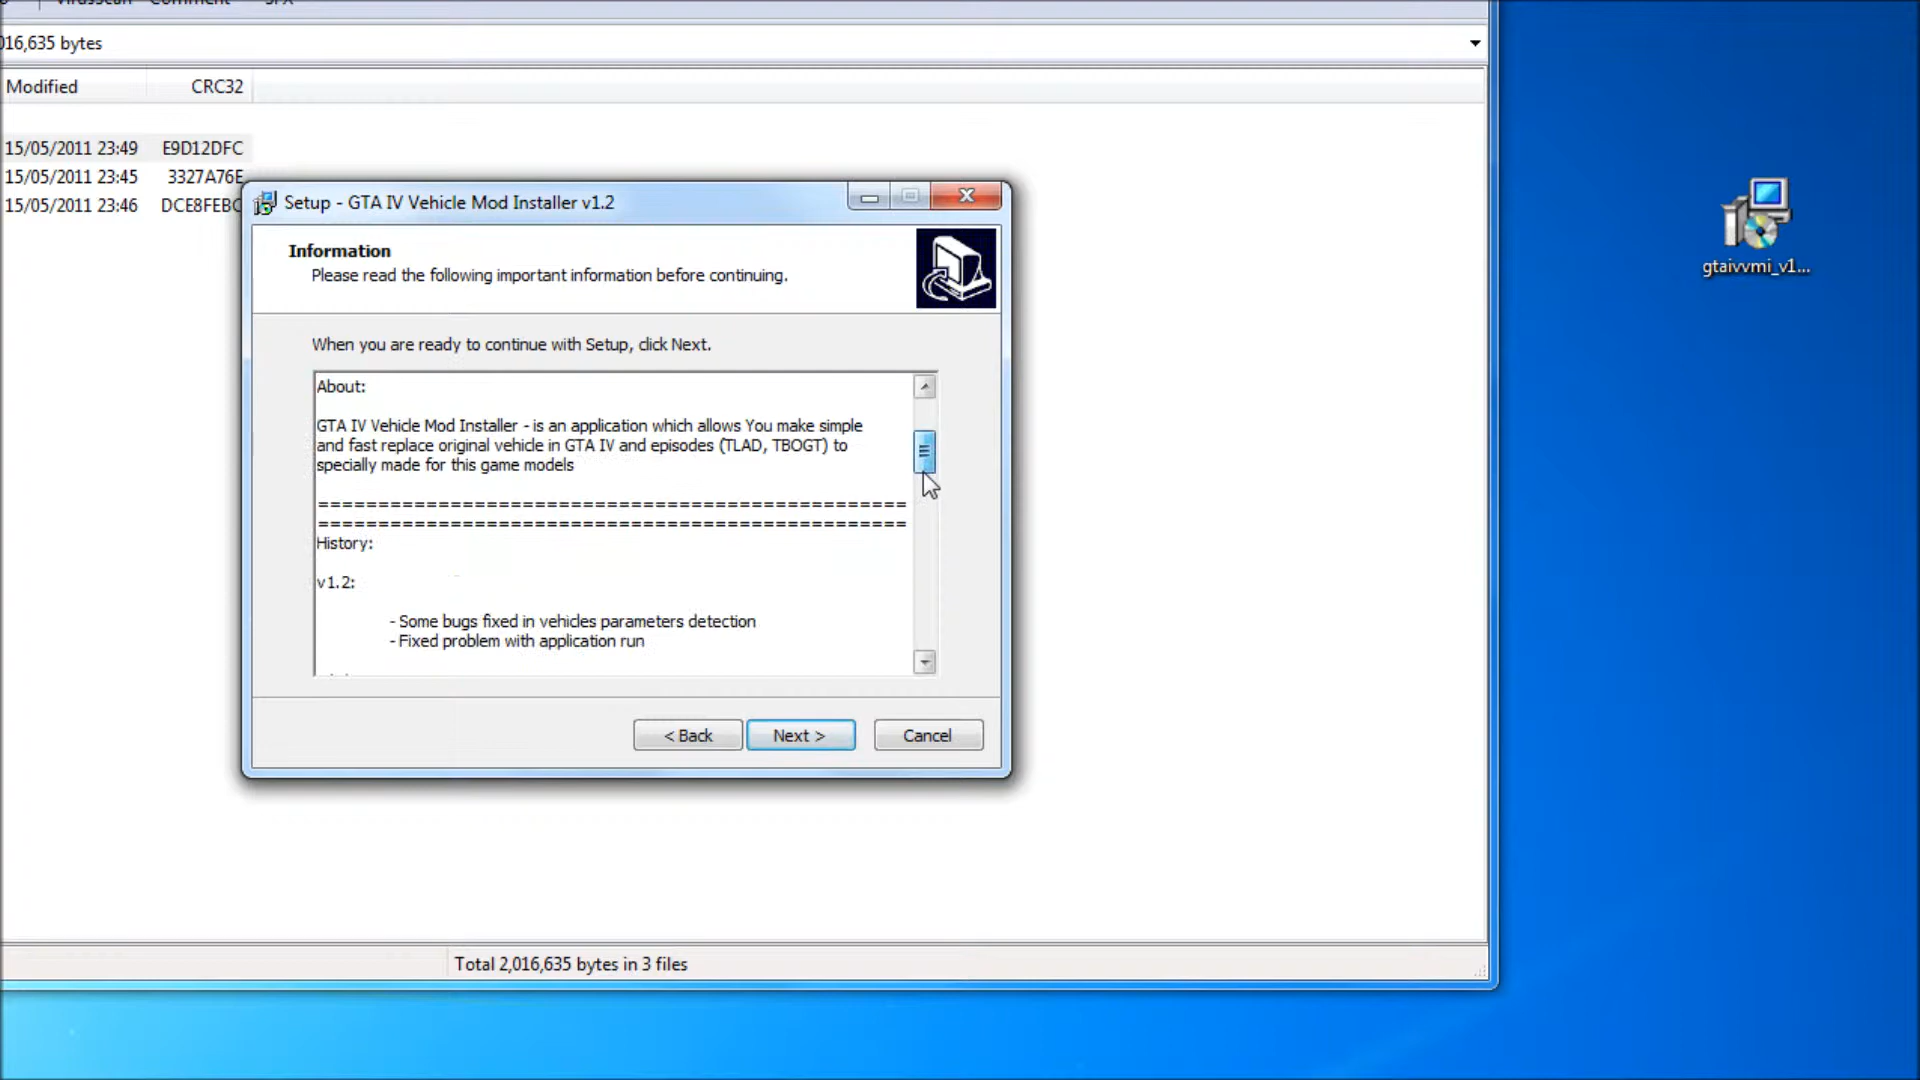 VirusScan Comment SFX
016,635 bytes
Modified CRC32
15/05/2011 23:49 E9D12DFC
15/05/2011 23:45 3327A76E
15/05/2011 23:46 DCE8FEBC
Setup - GTA IV Vehicle Mod Installer v1.2
Information
Please read the following important information before continuing.
When you are ready to continue with Setup, click Next.
About:
GTA IV Vehicle Mod Installer - is an application which allows You make simple
and fast replace original vehicle in GTA IV and episodes (TLAD, TBOGT) to
specially made for this game models
=================================================
=================================================
History:
v1.2:
- Some bugs fixed in vehicles parameters detection
- Fixed problem with application run
< Back
Next >
Cancel
gtaivvmi_v1...
Total 2,016,635 bytes in 3 files